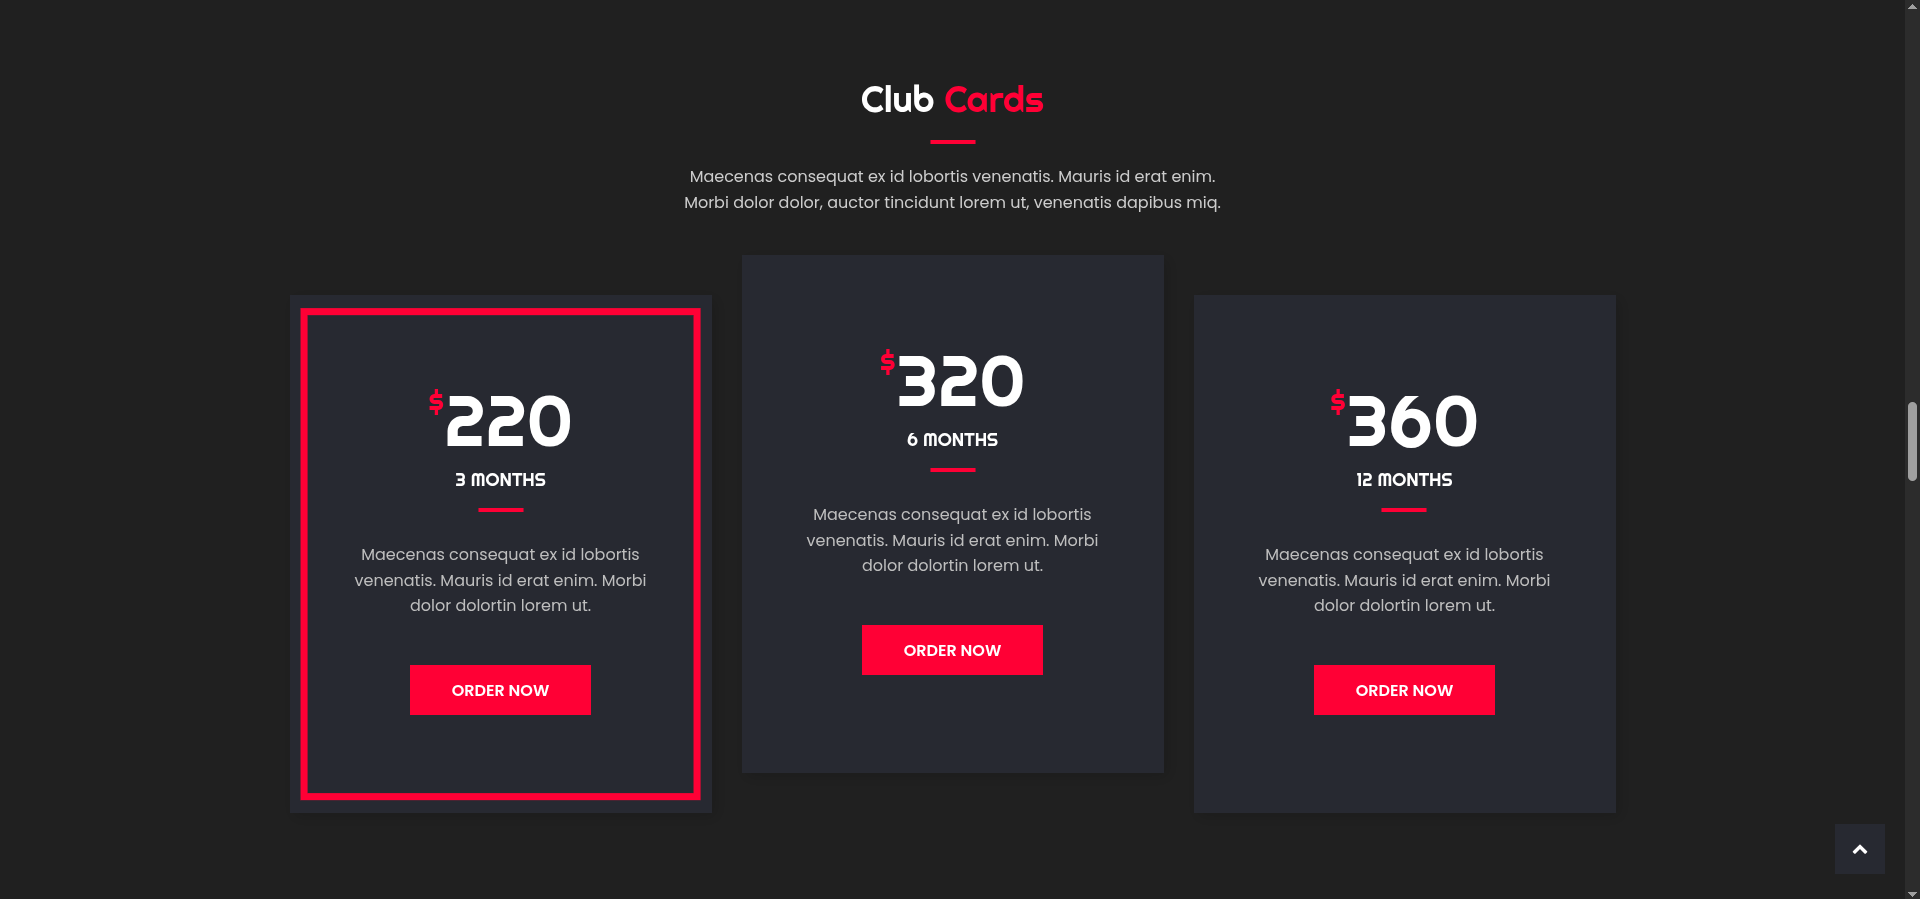 Club Cards
Maecenas consequat ex id lobortis venenatis. Mauris id erat enim.
Morbi dolor dolor, auctor tincidunt lorem ut, venenatis dapibus miq.
$220
3 MONTHS
Maecenas consequat ex id lobortis
venenatis. Mauris id erat enim. Morbi
dolor dolortin lorem ut.
ORDER NOW
$320
6 MONTHS
Maecenas consequat ex id lobortis
venenatis. Mauris id erat enim. Morbi
dolor dolortin lorem ut.
ORDER NOW
$360
12 MONTHS
Maecenas consequat ex id lobortis
venenatis. Mauris id erat enim. Morbi
dolor dolortin lorem ut.
ORDER NOW